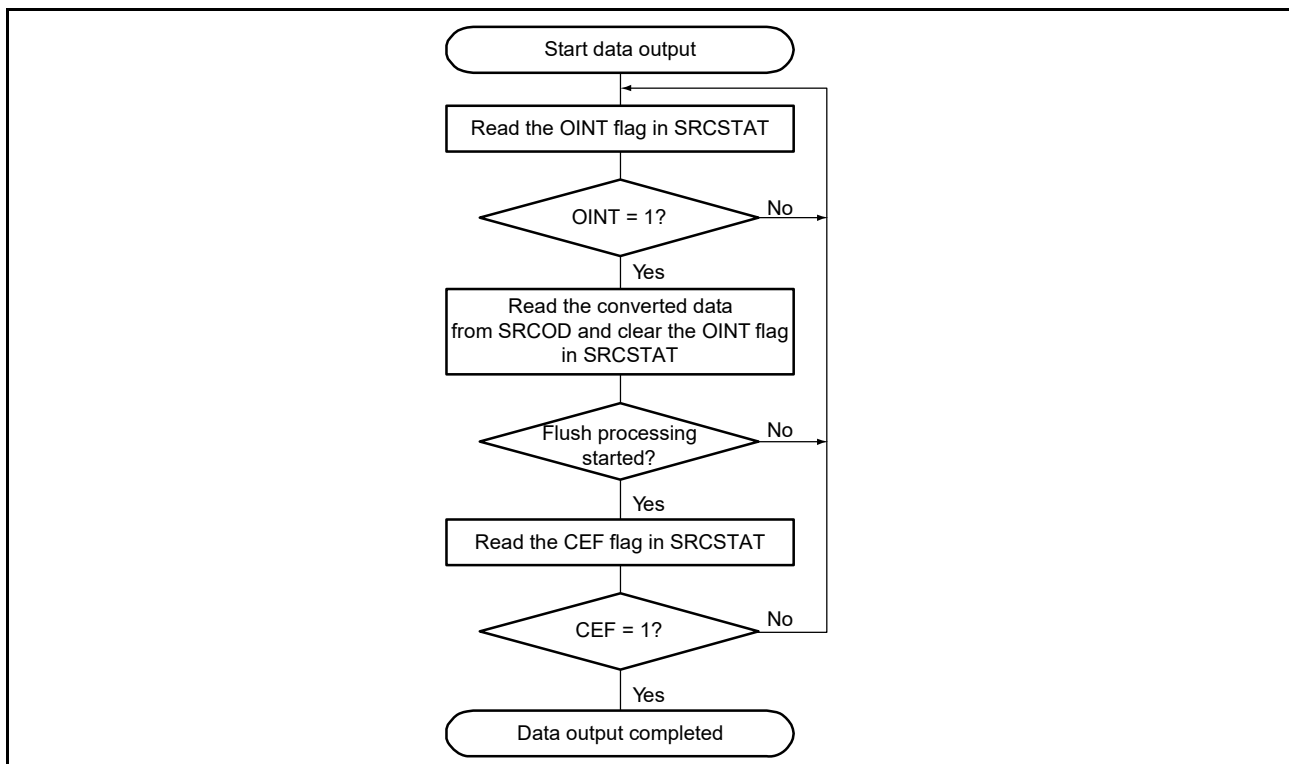 Start data output
Read the OINT flag in SRCSTAT
OINT = 1?
No
Yes
Read the converted data
from SRCOD and clear the OINT flag
in SRCSTAT
Flush processing
started?
No
Yes
Read the CEF flag in SRCSTAT
CEF = 1?
No
Yes
Data output completed